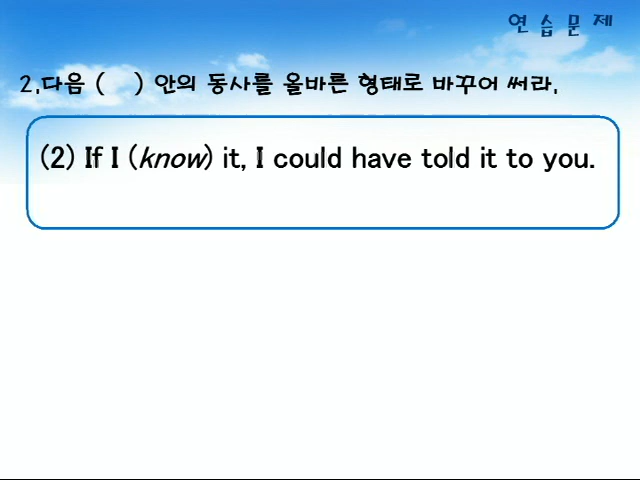 연 습 문 제
2.다음 ( ) 안의 동사를 올바른 형태로 바꾸어 써라.
(2) If I (know) it, I could have told it to you.